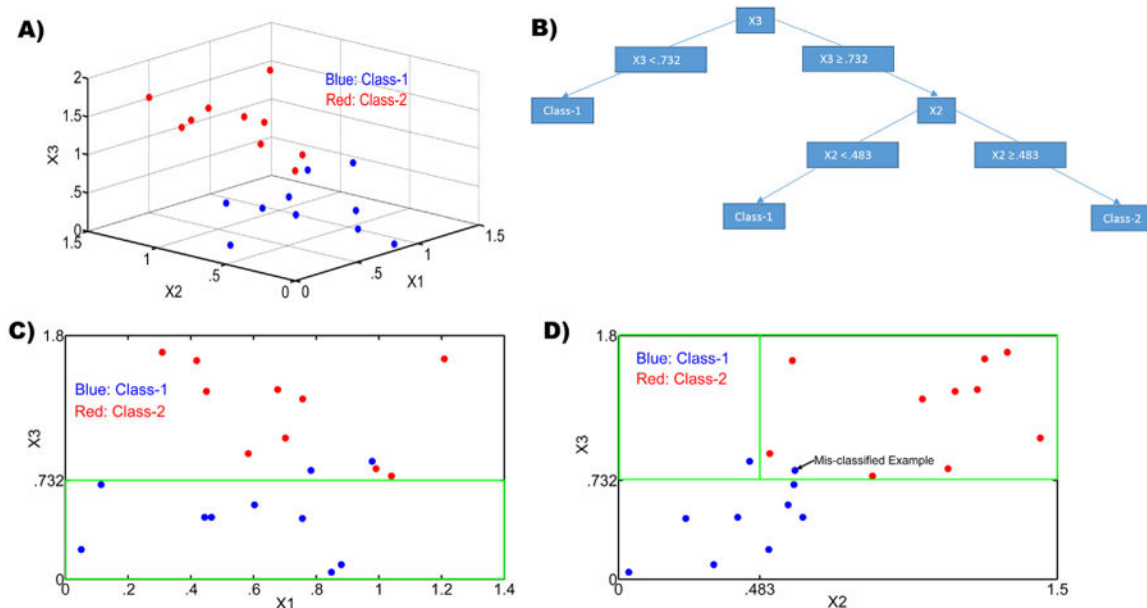 A)
2
1.5
1
.5
0
X3
Blue: Class-1
Red: Class-2
1.5
1
.5
0
X2
0
.5
1
1.5
X1
B)
X3
X3 <.732
X3 ≥.732
Class-1
X2
X2 <.483
X2 ≥.483
Class-1
Class-2
C)
1.8
Blue: Class-1
Red: Class-2
X3
.732
0
0 .2 .4 .6 .8 1 1.2 1.4
X1
D)
1.8
Blue: Class-1
Red: Class-2
X3
Mis-classified Example
.732
0
0 .483 1.5
X2